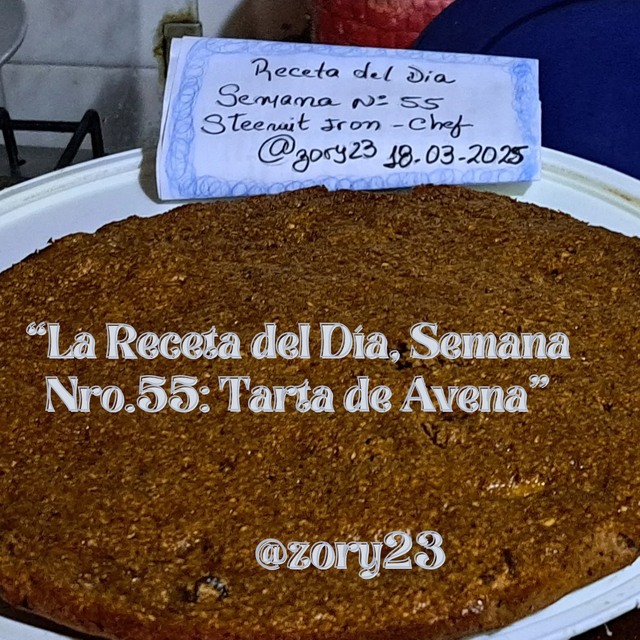 Receta del Dia
Semana Nº 55
Steemit Iron - Chef
@zory23 18-03-2025
“La Receta del Día, Semana
Nro.55: Tarta de Avena”
@zory23